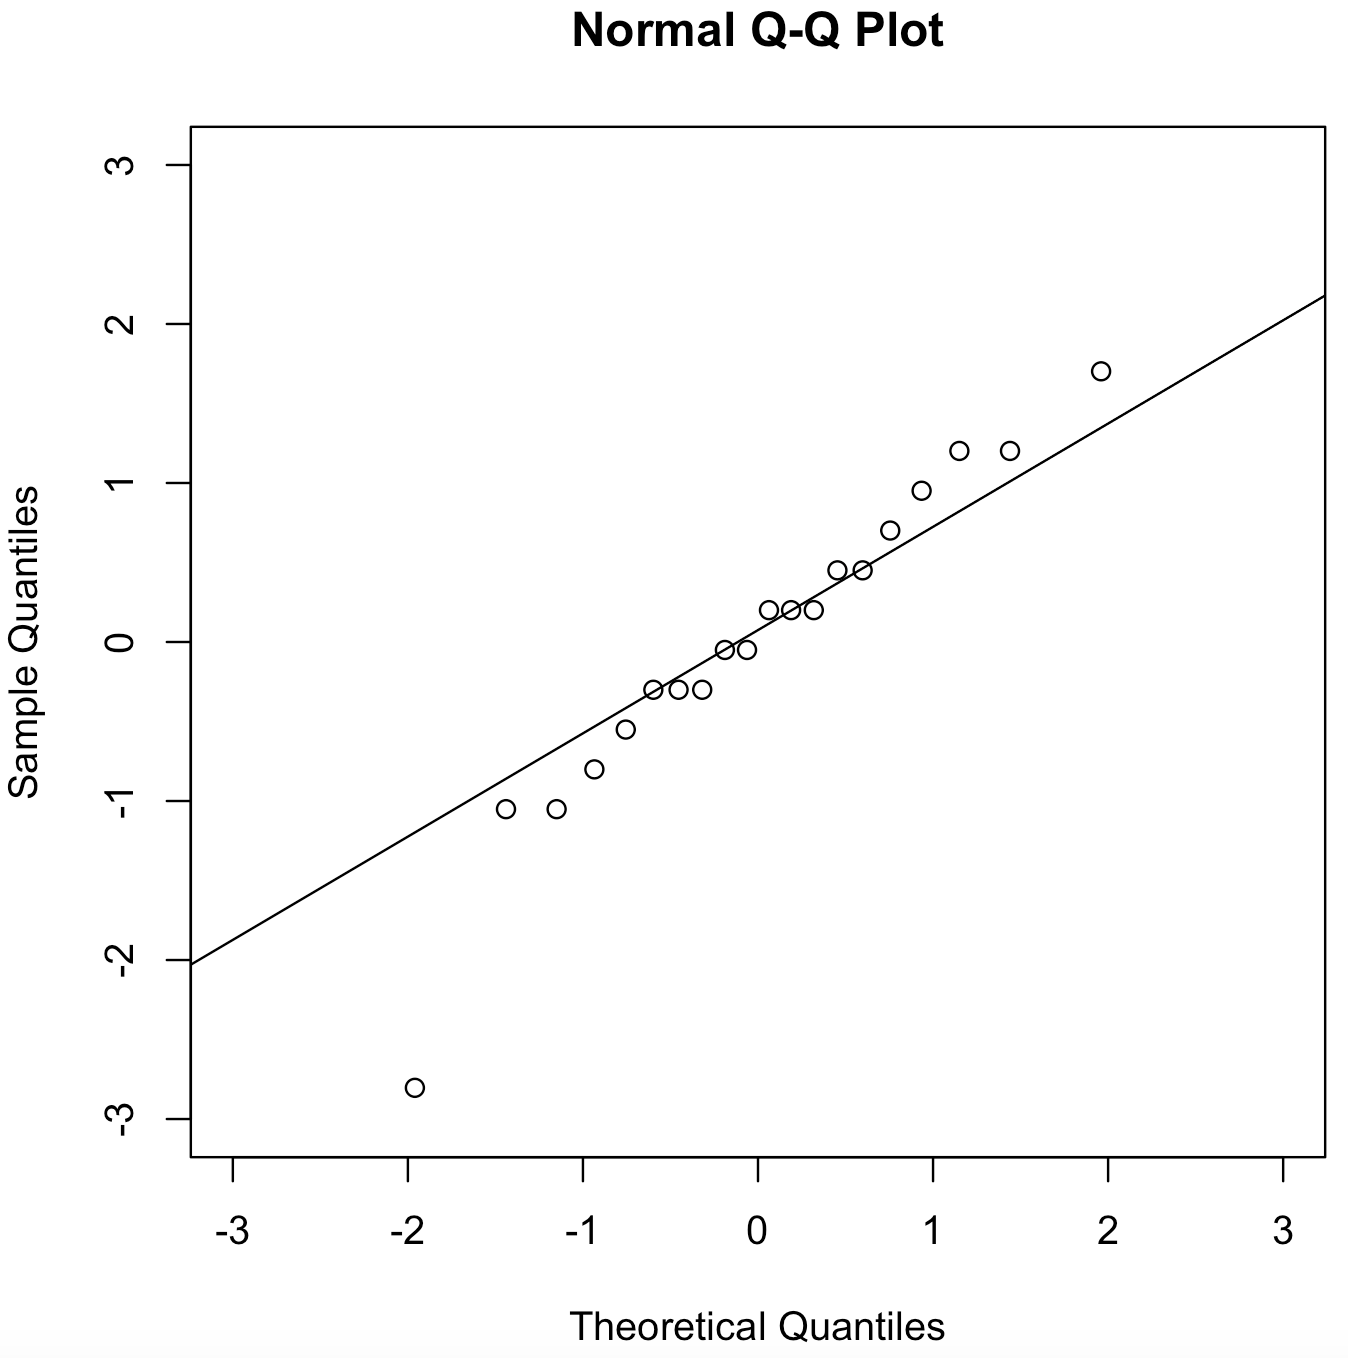 Normal Q-Q Plot
3
2
1
0
-1
-2
-3
Sample Quantiles
-3 -2 -1 0 1 2 3
Theoretical Quantiles